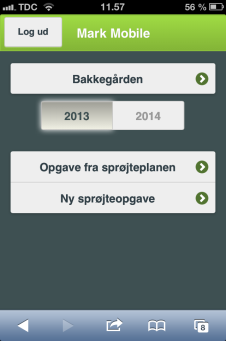 TDC 11.57 56 %
Log ud Mark Mobile
Bakkegården
2013 2014
Opgave fra sprøjteplanen
Ny sprøjteopgave
8